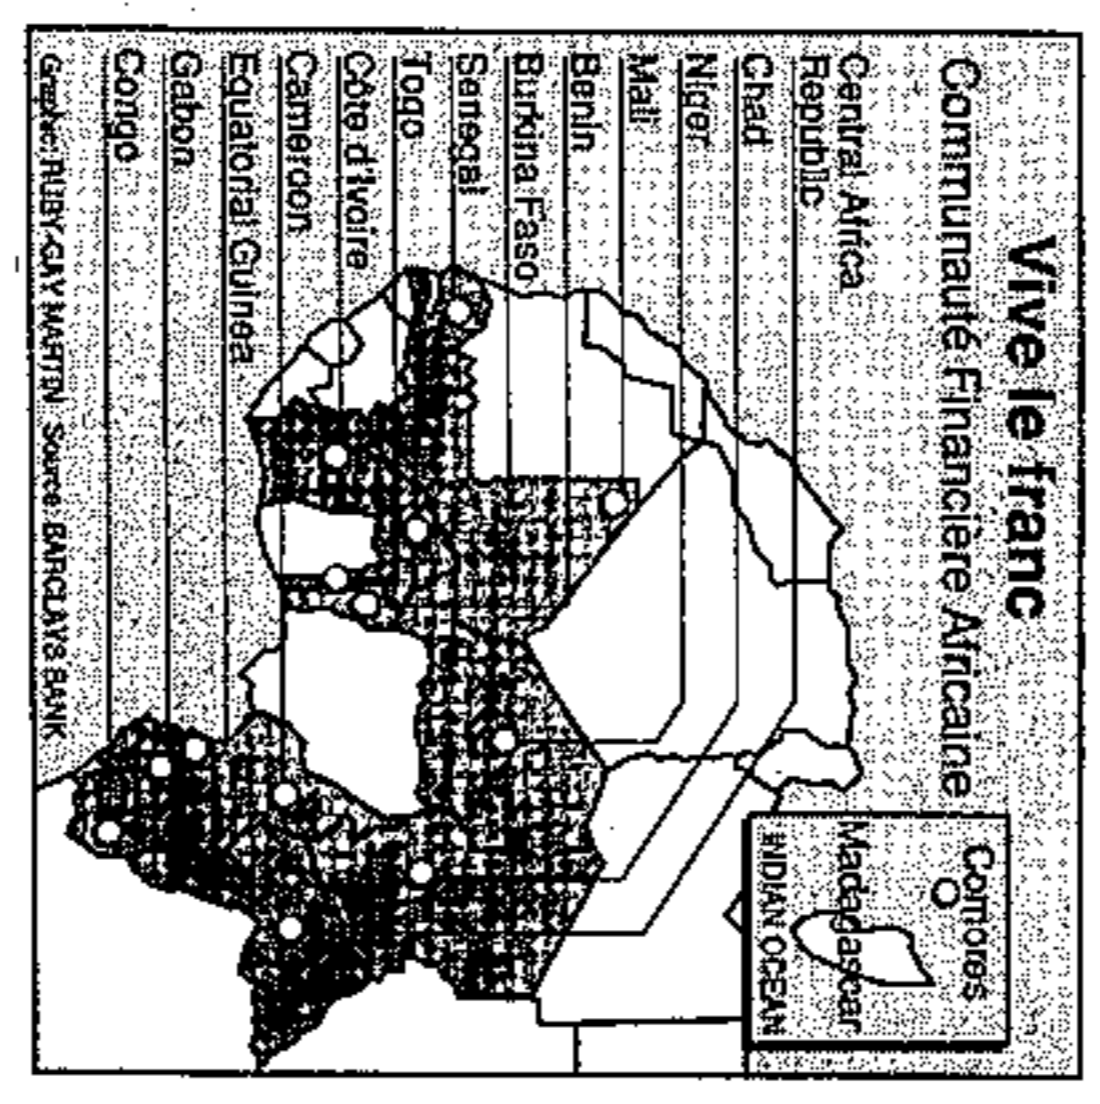 Vive le franc
Communauté Financière Africaine
Central Africa
Republic
Chad
Niger
Mali
Benin
Burkina Faso
Senegal
Togo
Côte d'Ivoire
Cameroon
Equatorial Guinea
Gabon
Congo
Comores
Madagascar
INDIAN OCEAN
Graphic: RUBY-GAY MARTIN Source: BARCLAYS BANK